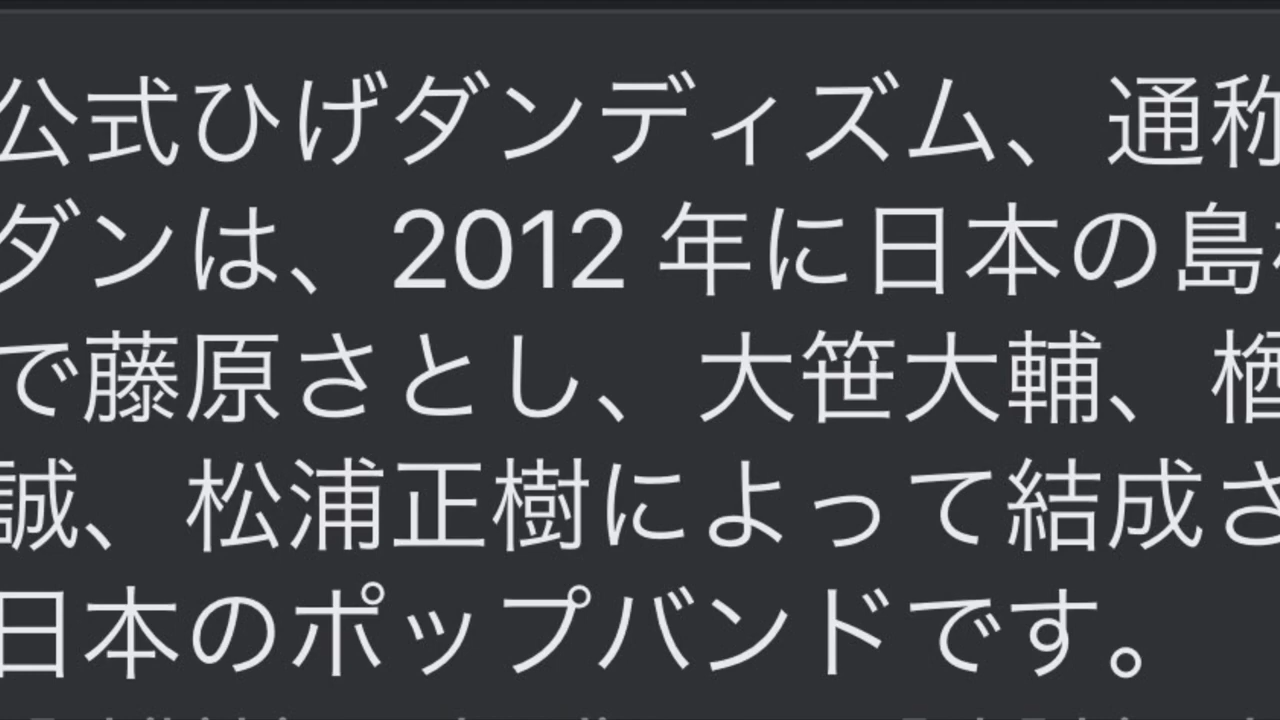 公式ひげダンディズム、通称
ダンは、2012 年に日本の島
で藤原さとし、大笹大輔、楢
誠、松浦正樹によって結成さ
日本のポップバンドです。